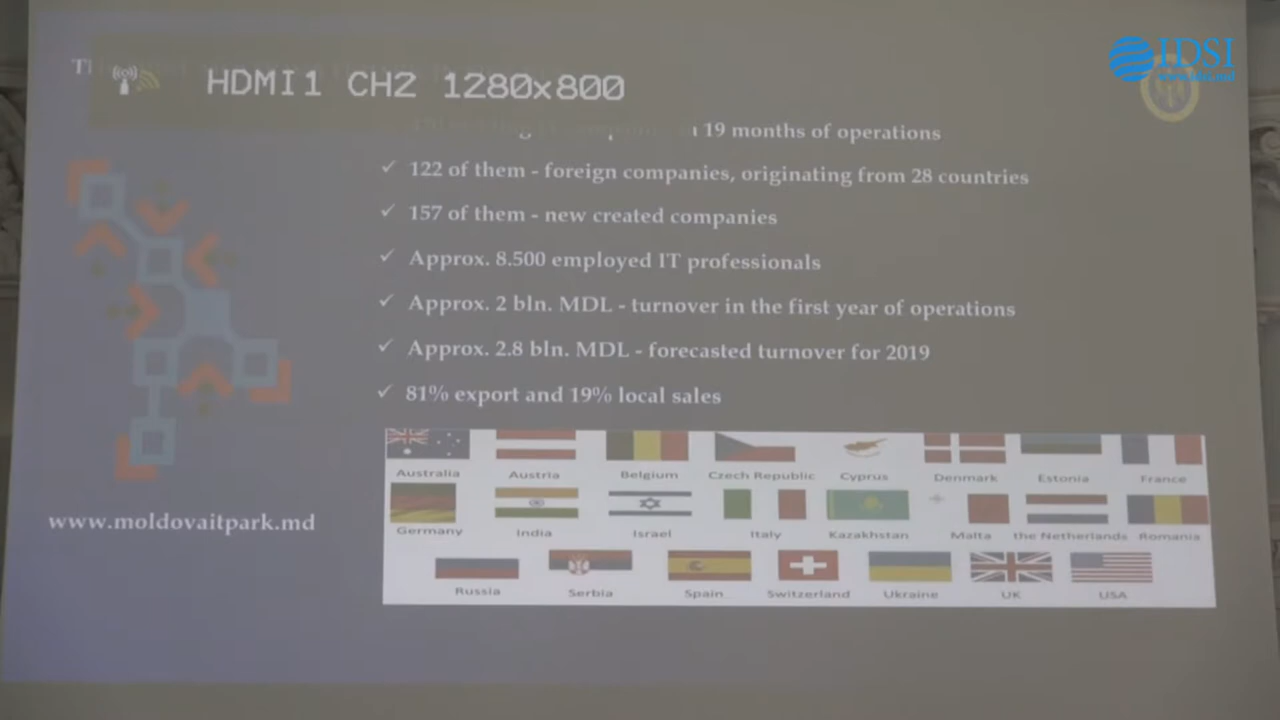 IDSI
www.idsi.md
HDMI1 CH2 1280x800
19 months of operations
✓ 122 of them - foreign companies, originating from 28 countries
✓ 157 of them - new created companies
✓ Approx. 8.500 employed IT professionals
✓ Approx. 2 bln. MDL - turnover in the first year of operations
✓ Approx. 2.8 bln. MDL - forecasted turnover for 2019
✓ 81% export and 19% local sales
www.moldovaitpark.md
Australia Austria Belgium Czech Republic Cyprus Denmark Estonia France
Germany India Israel Italy Kazakhstan Malta the Netherlands Romania
Russia Serbia Spain Switzerland Ukraine UK USA